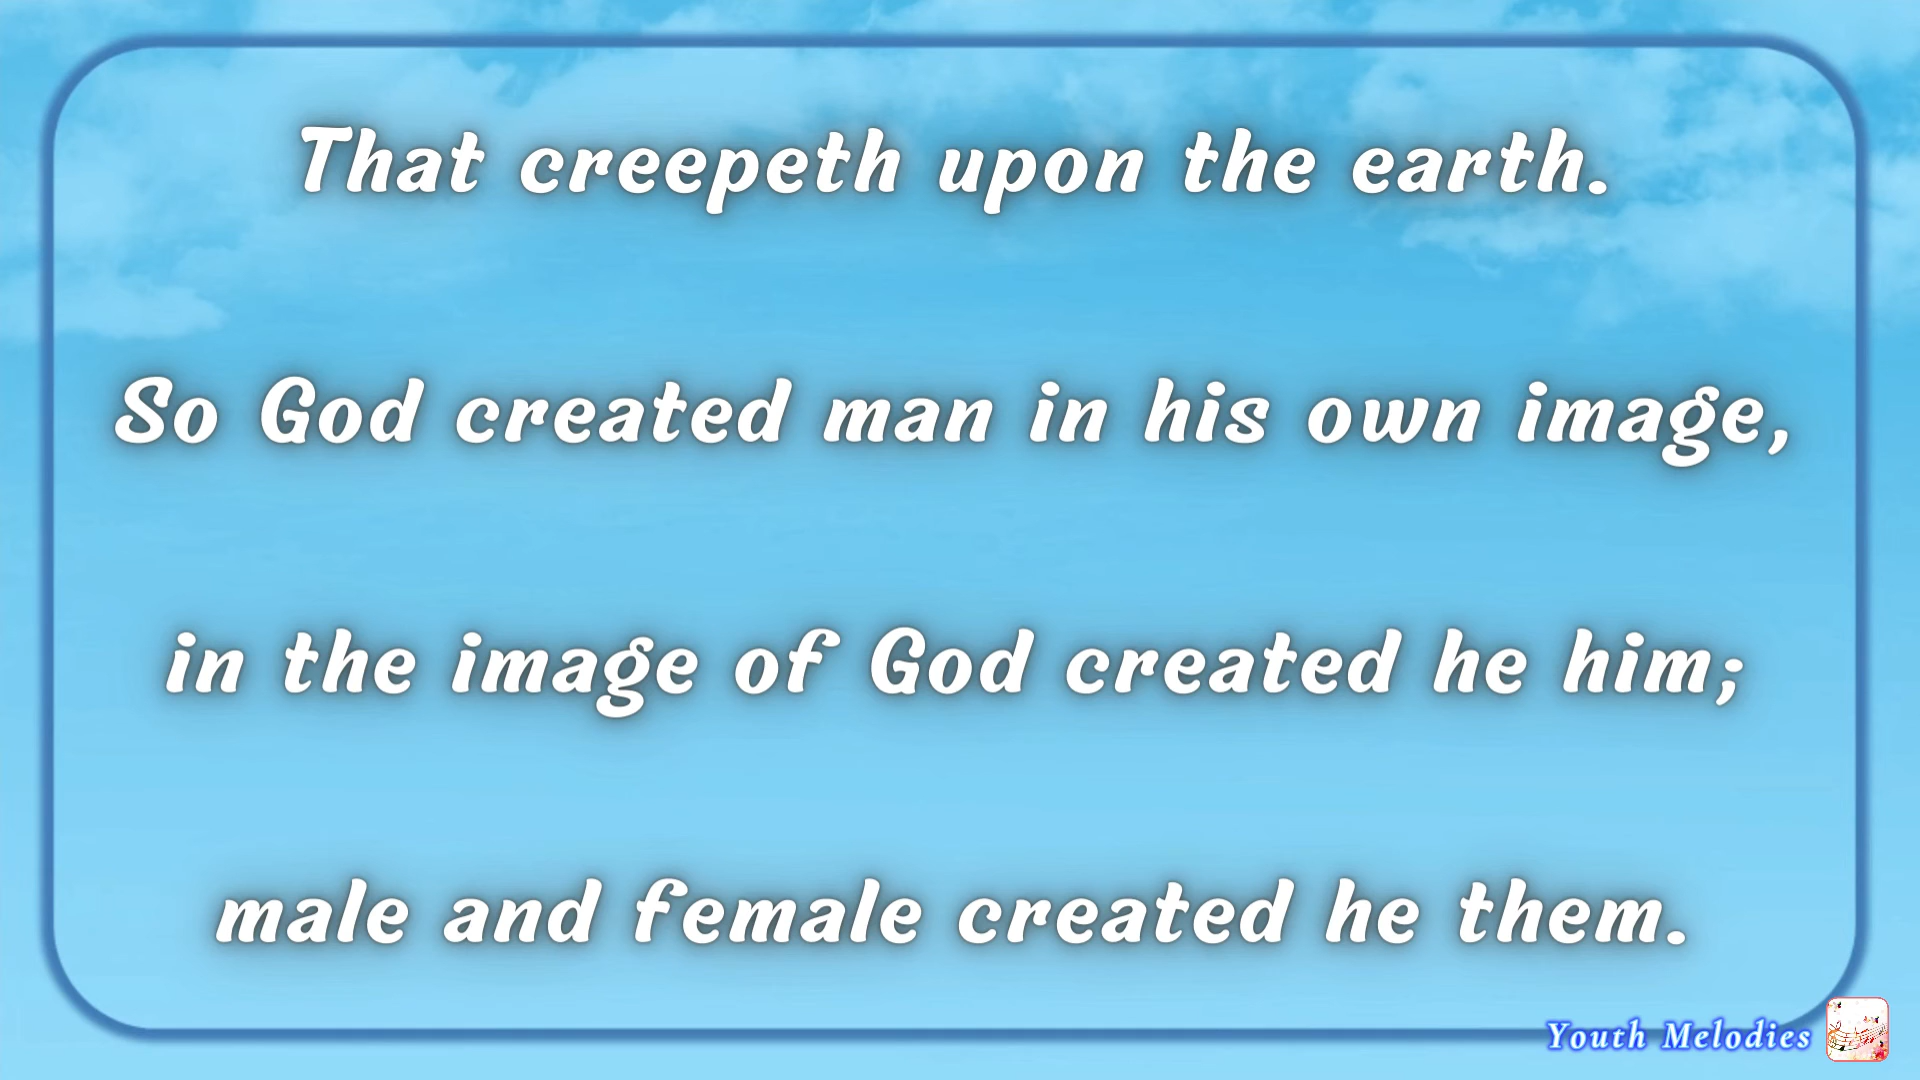 That creepeth upon the earth.
So God created man in his own image,
in the image of God created he him;
male and female created he them.
Youth Melodies